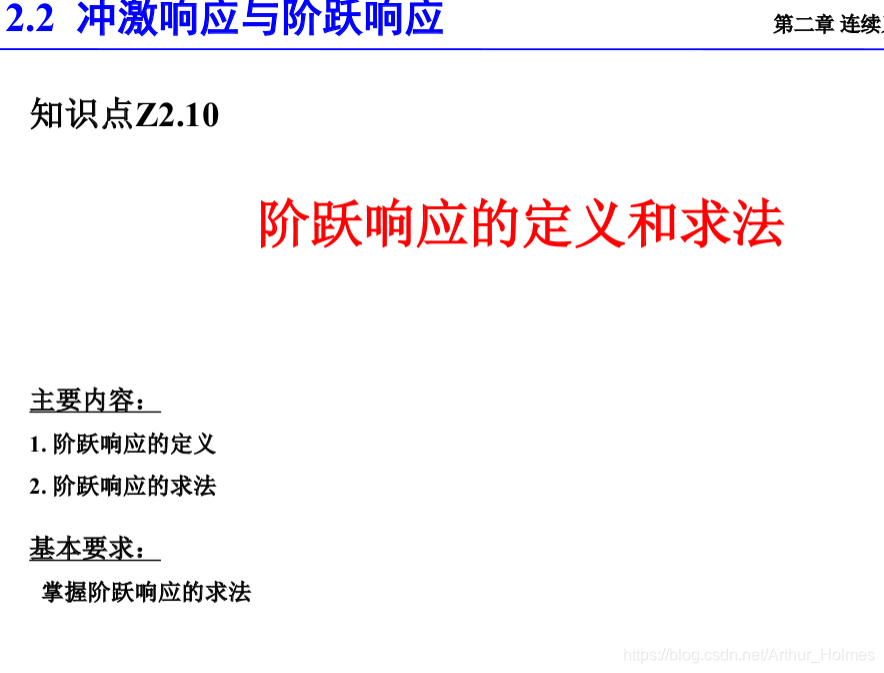 2.2 冲激响应与阶跃响应
第二章 连续
知识点Z2.10
阶跃响应的定义和求法
主要内容：
1. 阶跃响应的定义
2. 阶跃响应的求法
基本要求：
掌握阶跃响应的求法
https://blog.csdn.net/Arthur_Holmes